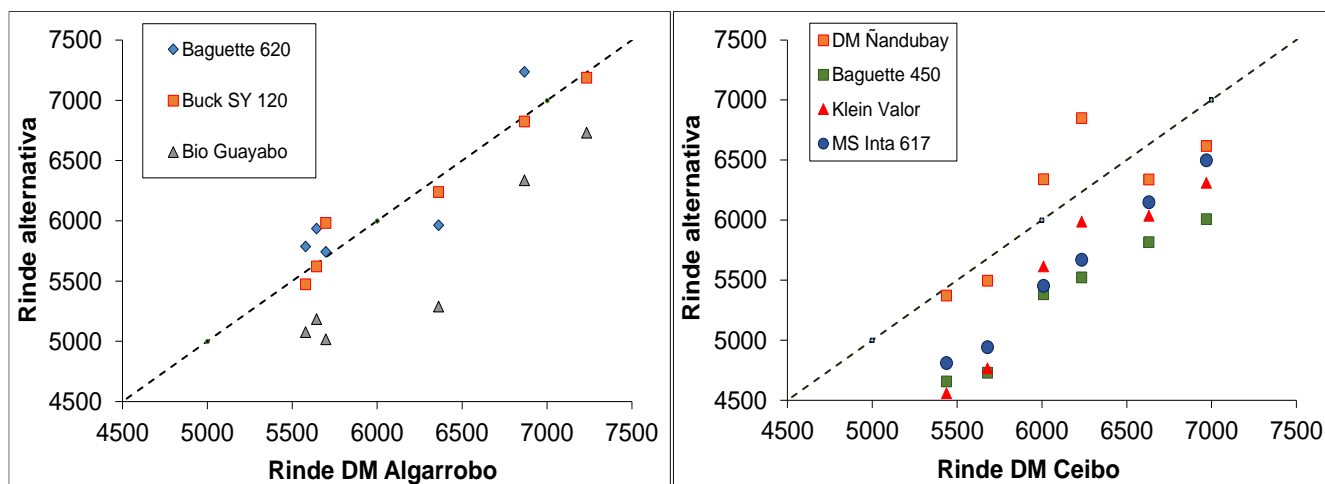 7500
7000
6500
6000
5500
5000
4500
Rinde alternativa
Baguette 620
Buck SY 120
Bio Guayabo
4500 5000 5500 6000 6500 7000 7500
Rinde DM Algarrobo
7500
7000
6500
6000
5500
5000
4500
Rinde alternativa
DM Ñandubay
Baguette 450
Klein Valor
MS Inta 617
4500 5000 5500 6000 6500 7000 7500
Rinde DM Ceibo